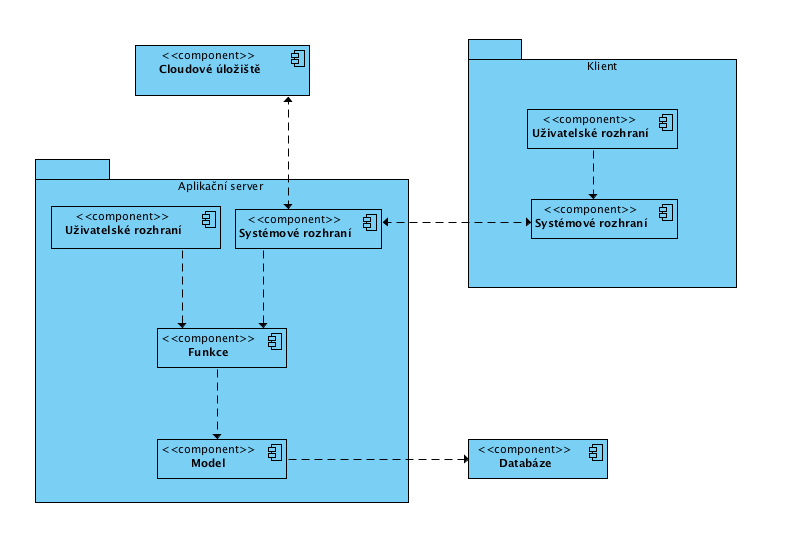 <<component>>
Cloudové úložiště
Klient
<<component>>
Uživatelské rozhraní
<<component>>
Systémové rozhraní
Aplikační server
<<component>>
Uživatelské rozhraní
<<component>>
Systémové rozhraní
<<component>>
Funkce
<<component>>
Model
<<component>>
Databáze